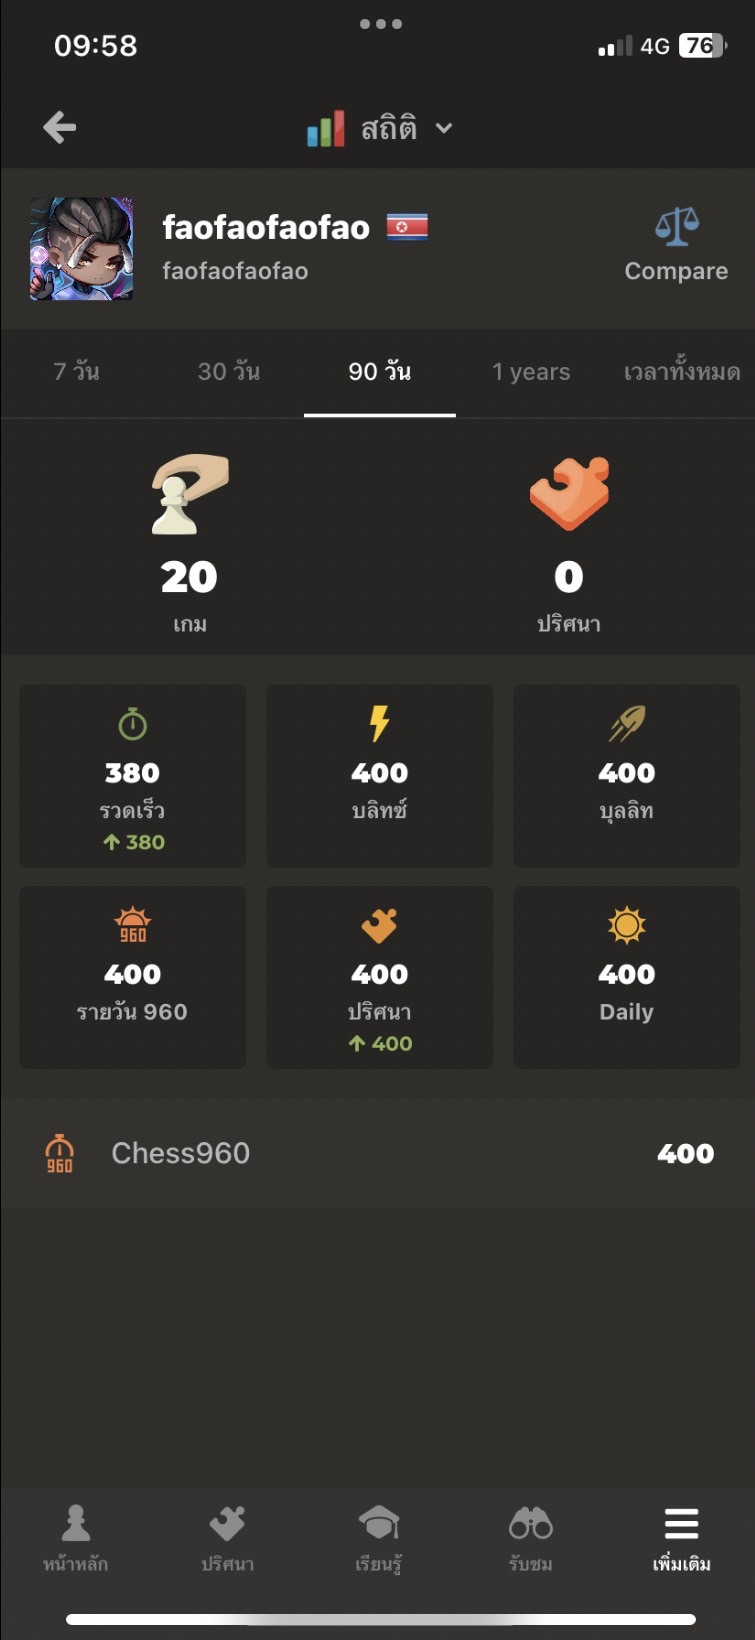 09:58
4G 76
สถิติ
faofaofaofao
faofaofaofao
Compare
7 วัน 30 วัน 90 วัน 1 years เวลาทั้งหมด
20 0
เกม ปริศนา
380 400 400
รวดเร็ว บลิทซ์ บุลลิท
380
960
400 400 400
รายวัน 960 ปริศนา Daily
400
960 Chess960 400
หน้าหลัก ปริศนา เรียนรู้ รับชม เพิ่มเติม